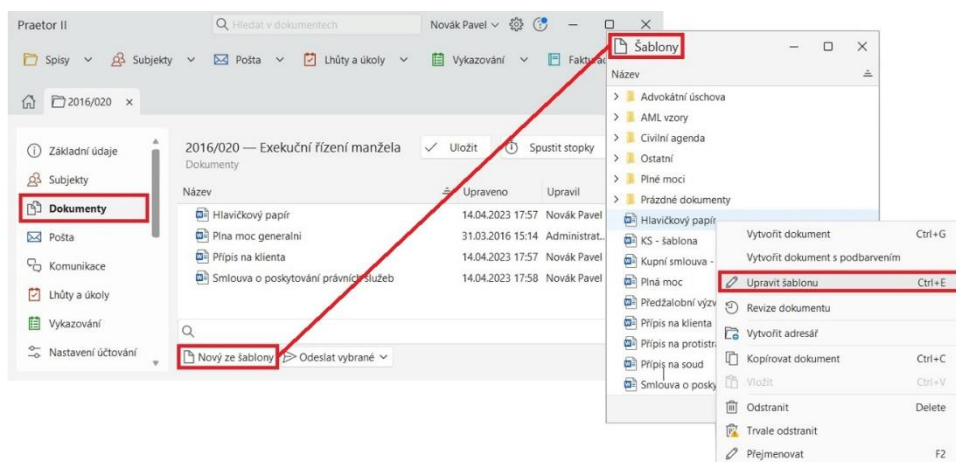 Praetor II
Hledat v dokumentech
Novák Pavel
Spisy
Subjekty
Pošta
Lhůty a úkoly
Vykazování
2016/020
Základní údaje
Subjekty
Dokumenty
Pošta
Komunikace
Lhůty a úkoly
Vykazování
Nastavení účtování
2016/020 — Exekuční řízení manžela
Uložit
Spustit stopky
Dokumenty
Název Upraveno Upravil
Hlavičkový papír 14.04.2023 17:57 Novák Pavel
Plna moc generalni 31.03.2016 15:14 Administrat...
Přípis na klienta 14.04.2023 17:57 Novák Pavel
Smlouva o poskytování právních služeb 14.04.2023 17:58 Novák Pavel
Nový ze šablony
Odeslat vybrané
Šablony
Název
Advokátní úschova
AML vzory
Civilní agenda
Ostatní
Plné moci
Prázdné dokumenty
Hlavičkový papír
KS - šablona
Kupní smlouva -
Plná moc
Předžalobní výzv
Přípis na klienta
Přípis na protistr
Přípis na soud
Smlouva o posky
Vytvořit dokument Ctrl+G
Vytvořit dokument s podbarvením
Upravit šablonu Ctrl+E
Revize dokumentu
Vytvořit adresář
Kopírovat dokument Ctrl+C
Vložit Ctrl+V
Odstranit Delete
Trvale odstranit
Přejmenovat F2